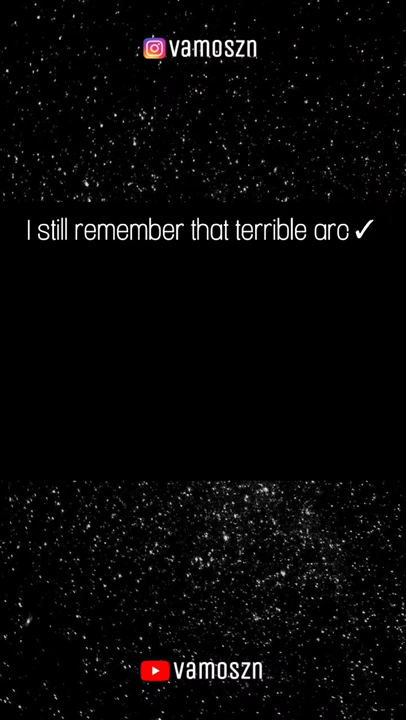 vamoszn
I still remember that terrible arc ✓
vamoszn